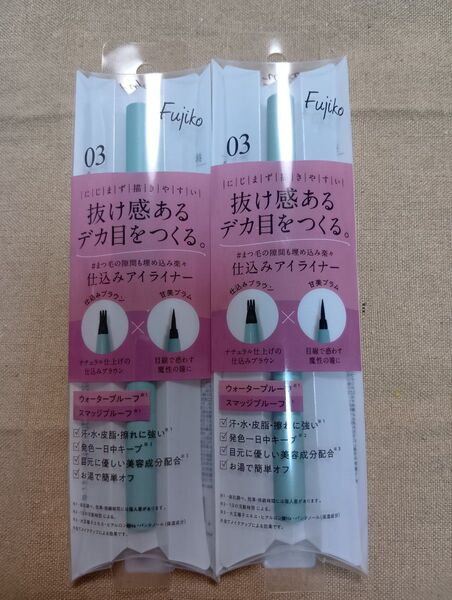 Fujiko
03
にじまず描きやすい
抜け感ある
デカ目をつくる。
#まつ毛の隙間も埋め込み楽々
仕込みアイライナー
仕込みブラウン
×
甘美プラム
ナチュラル仕上げの
仕込みブラウン
目線で惑わす
魔性の瞳に
ウォータープルーフ※1
スマッジプルーフ※1
汗・水・皮脂・擦れに強い※1
発色一日中キープ※2
目元に優しい美容成分配合※3
お湯で簡単オフ
Fujiko
03
にじまず描きやすい
抜け感ある
デカ目をつくる。
#まつ毛の隙間も埋め込み楽々
仕込みアイライナー
仕込みブラウン
×
甘美プラム
ナチュラル仕上げの
仕込みブラウン
目線で惑わす
魔性の瞳に
ウォータープルーフ※1
スマッジプルーフ※1
汗・水・皮脂・擦れに強い※1
発色一日中キープ※2
目元に優しい美容成分配合※3
お湯で簡単オフ